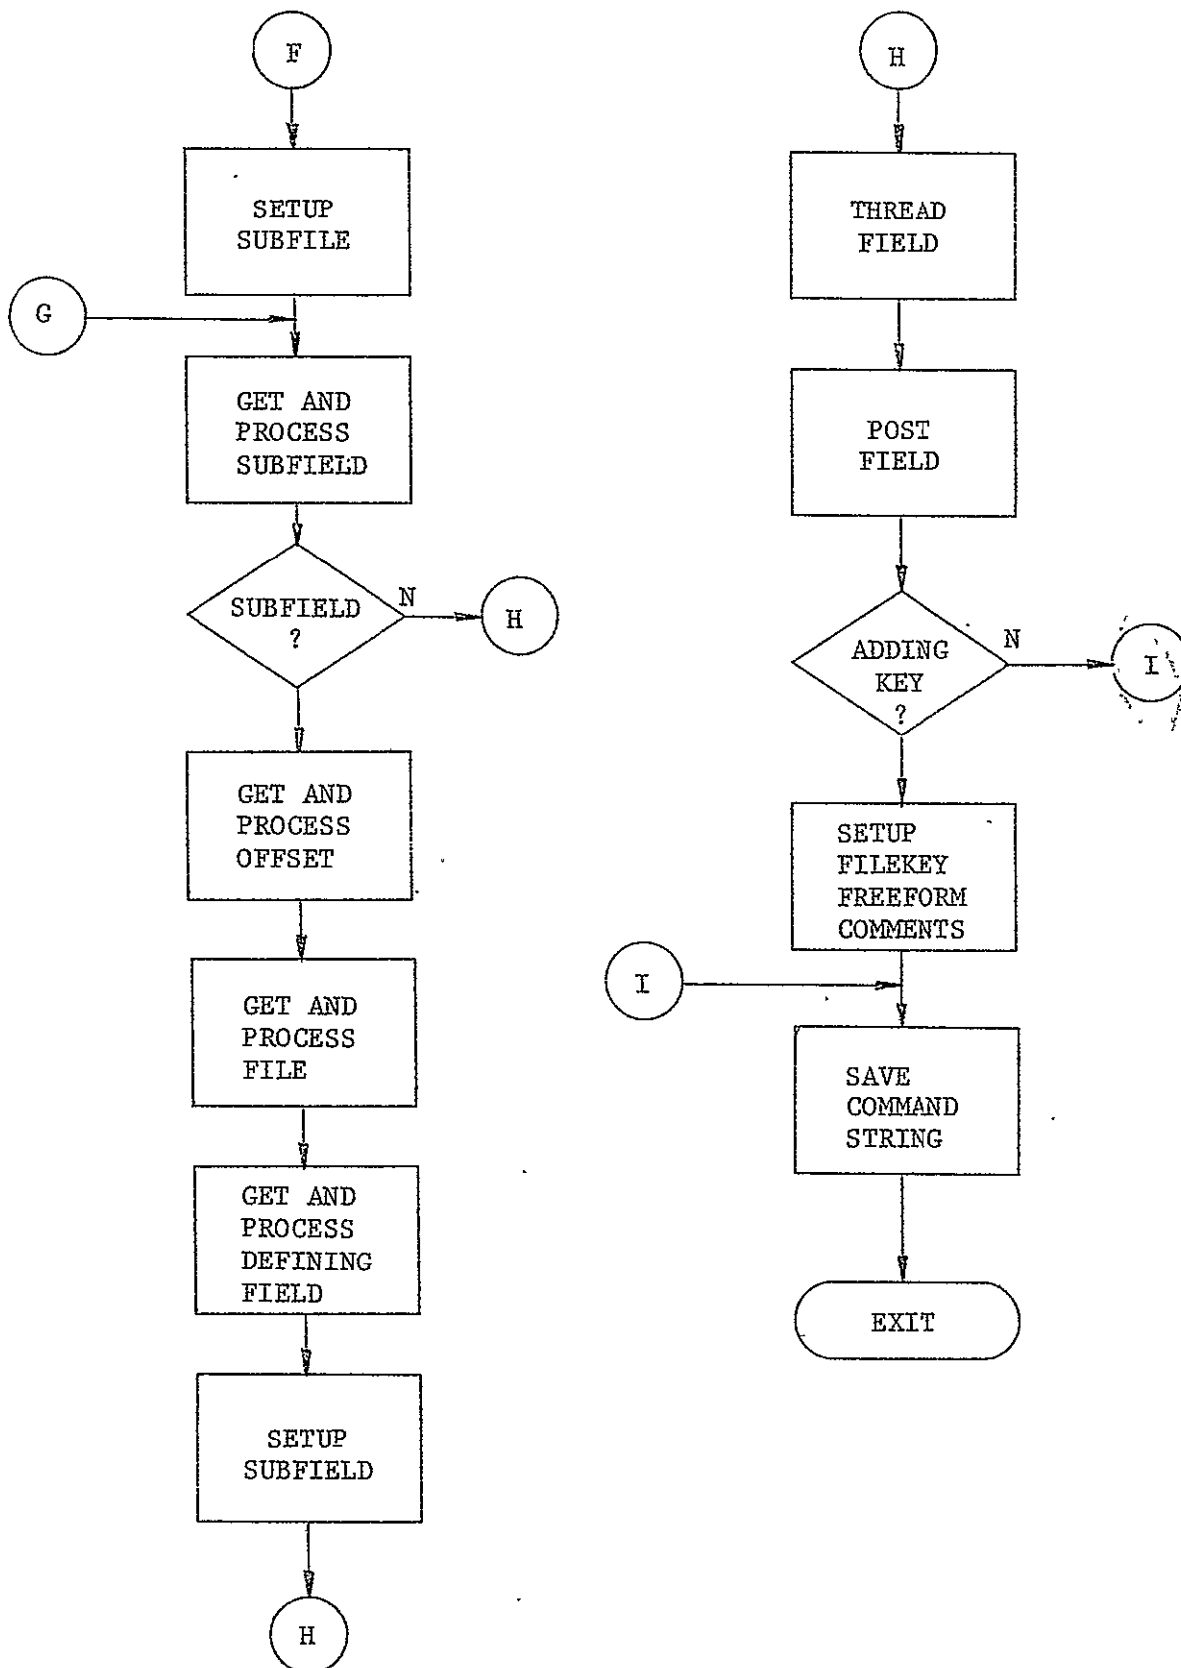 F
SETUP
SUBFILE
G
GET AND
PROCESS
SUBFIELD
SUBFIELD
?
N
H
GET AND
PROCESS
OFFSET
GET AND
PROCESS
FILE
GET AND
PROCESS
DEFINING
FIELD
SETUP
SUBFIELD
H
H
THREAD
FIELD
POST
FIELD
ADDING
KEY
?
N
I
SETUP
FILEKEY
FREEFORM
COMMENTS
I
SAVE
COMMAND
STRING
EXIT